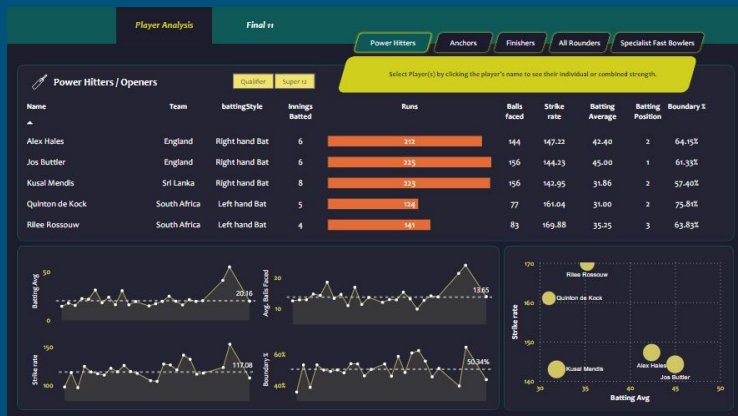 Player Analysis
Final 11
Power Hitters
Anchors
Finishers
All Rounders
Specialist Fast Bowlers
Select Player(s) by clicking the player's name to see their individual or combined strength.
Power Hitters / Openers
Qualifier
Super 12
Name Team battingStyle Innings Batted Runs Balls faced Strike rate Batting Average Batting Position Boundary %
Alex Hales England Right hand Bat 6 212 144 147.22 42.40 2 64.15%
Jos Buttler England Right hand Bat 6 225 156 144.23 45.00 1 61.33%
Kusal Mendis Sri Lanka Right hand Bat 8 223 156 142.95 31.86 2 57.40%
Quinton de Kock South Africa Left hand Bat 5 124 77 161.04 31.00 2 75.81%
Rilee Rossouw South Africa Left hand Bat 4 141 83 169.88 35.25 3 63.83%
Batting Avg
50
0
20.16
Avg. Balls Faced
20
10
13.65
Strike rate
150
100
117.08
Boundary %
60%
40%
50.34%
Strike rate
170
160
150
140
Rilee Rossouw
Quinton de Kock
Alex Hales
Kusal Mendis
Jos Buttler
30 35 40 45 50
Batting Avg